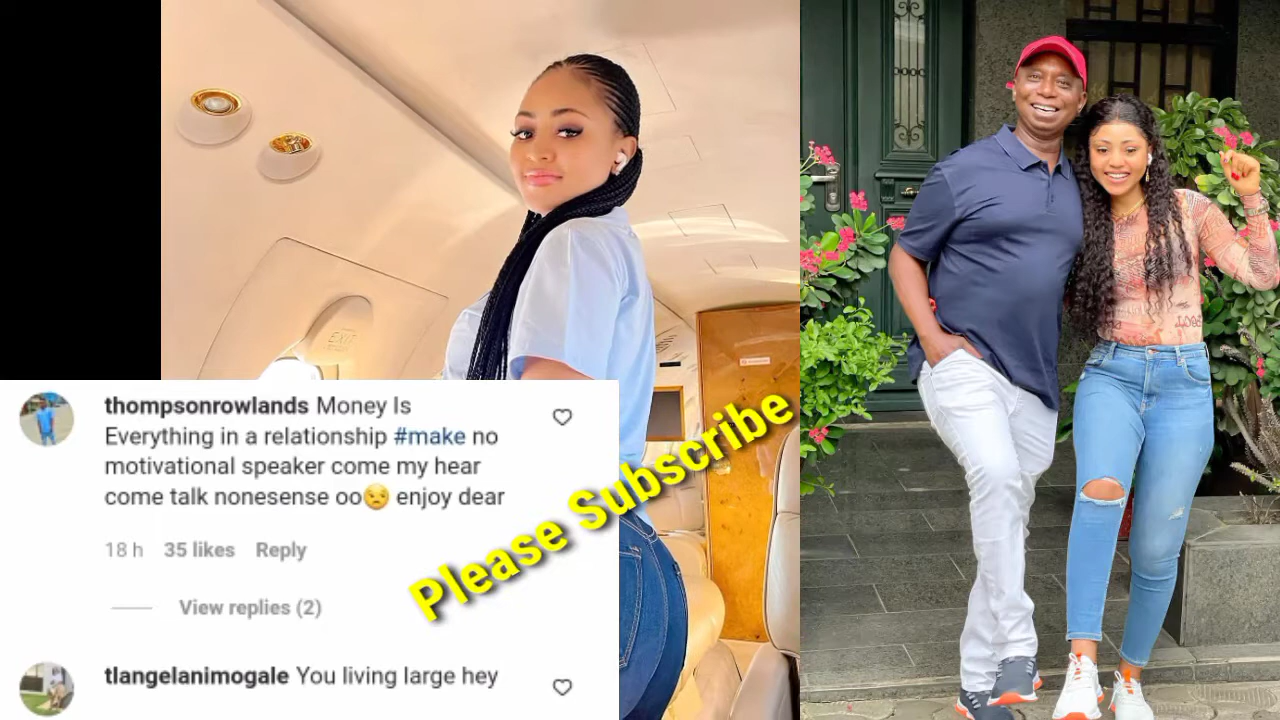 EXIT
thompsonrowlands Money Is
Everything in a relationship #make no
motivational speaker come my hear
come talk nonesense oo😒 enjoy dear
18 h 35 likes Reply
View replies (2)
tlangelanimogale You living large hey
Please Subscribe